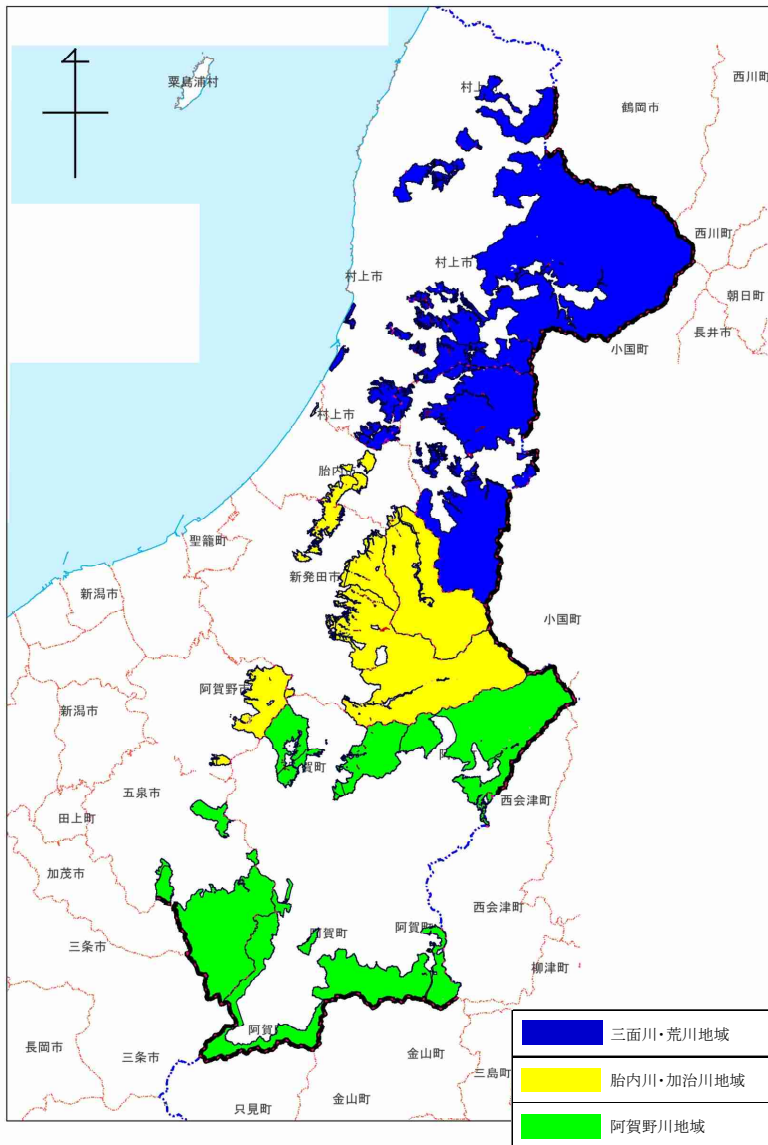 粟島浦村
村上
鶴岡市
西川町
西川町
村上市
村上市
朝日町
長井市
小国町
村上市
胎内
聖籠町
新発田市
新潟市
小国町
阿賀野市
新潟市
阿
賀町
五泉市
西会津町
田上町
加茂市
西会津町
阿賀町
阿賀町
三条市
柳津町
阿賀
長岡市
三条市
金山町
三島町
只見町
金山町
三面川・荒川地域
胎内川・加治川地域
阿賀野川地域